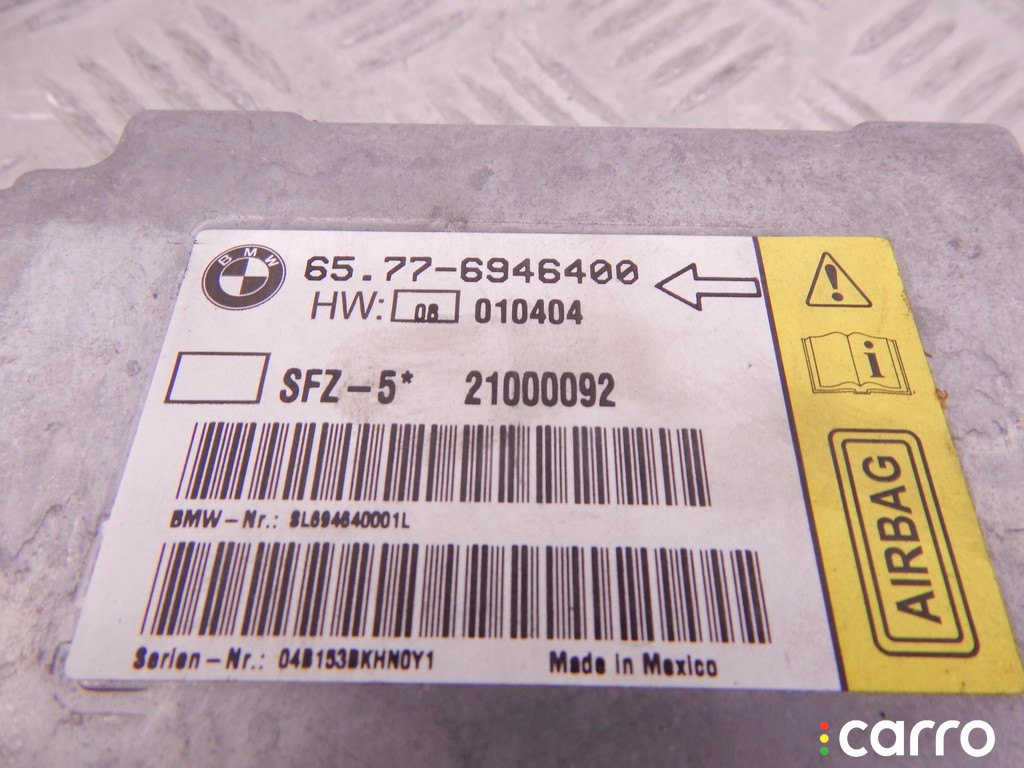 BMW
65.77-6946400
HW: 06 010404
SFZ-5* 21000092
BMW-Nr.: SL694640001L
Serien-Nr.: 04B153BKHN0Y1 Made in Mexico
i
AIRBAG
carro